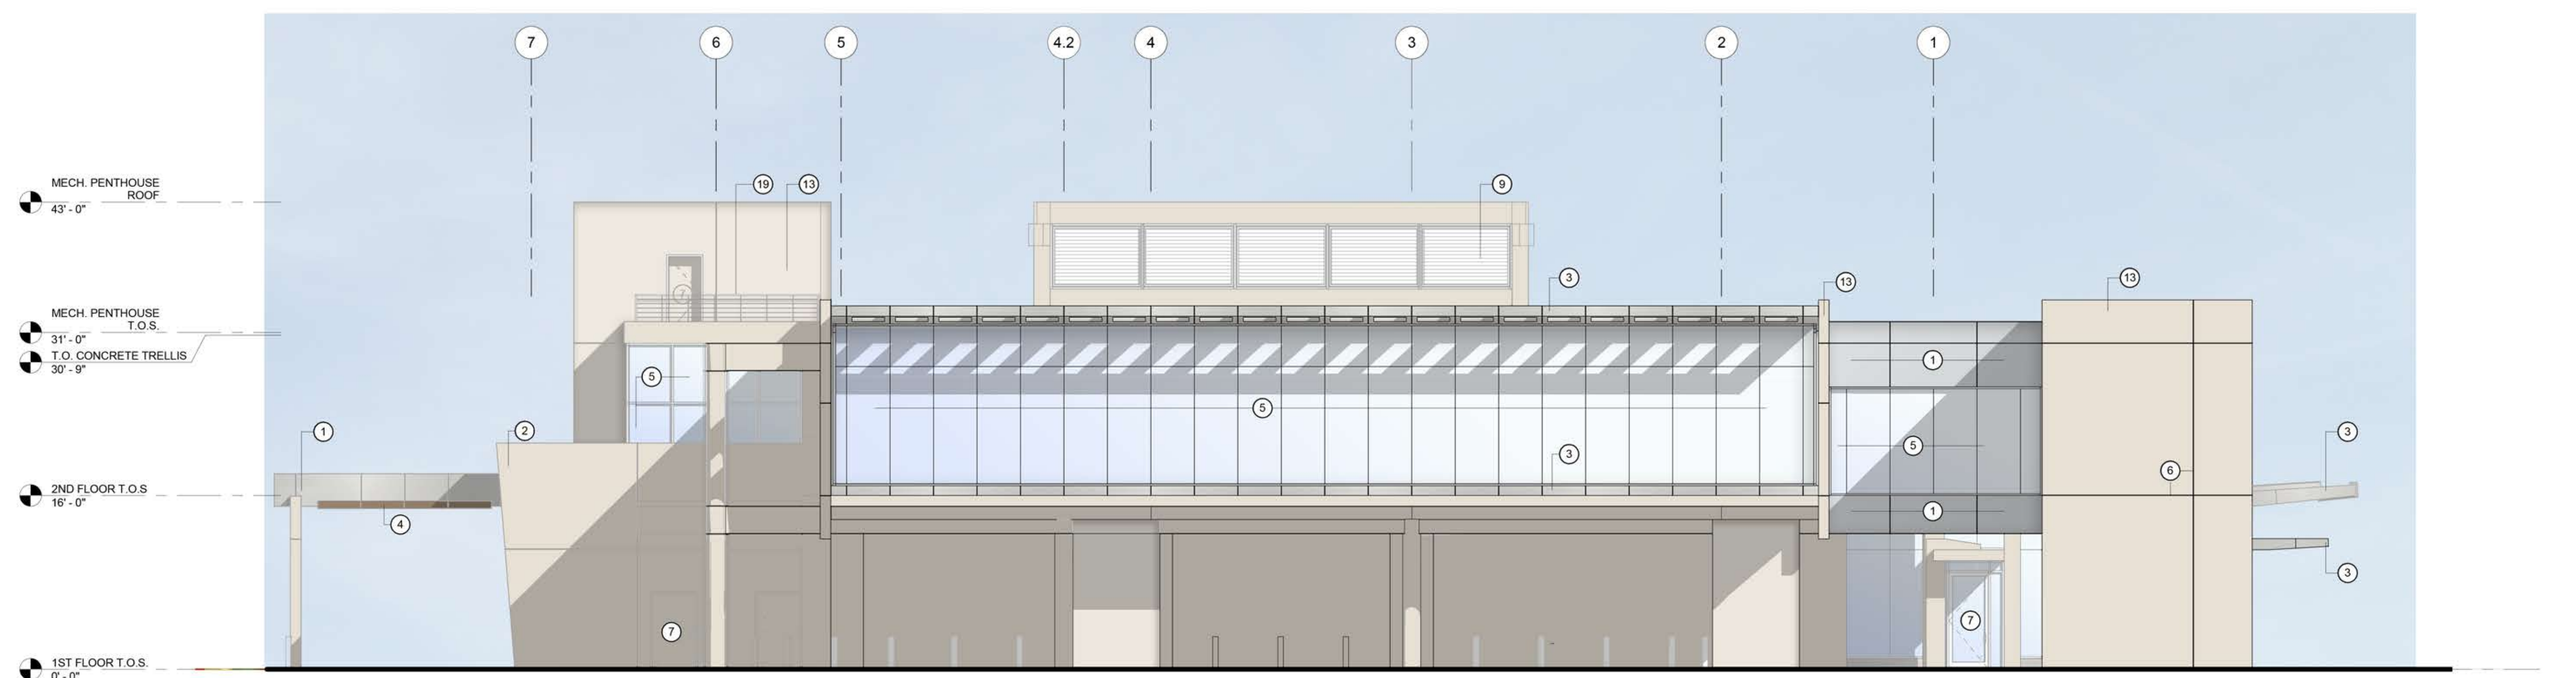 7 6 5 4.2 4 3 2 1
MECH. PENTHOUSE
ROOF
43' - 0"
19 13 9
7
3 13 13
MECH. PENTHOUSE
T.O.S.
31' - 0"
T.O. CONCRETE TRELLIS
30' - 9"
1
5
5
1 2 3
5
3
6
2ND FLOOR T.O.S
16' - 0"
4 1
3
7 7
1ST FLOOR T.O.S.
0' - 0"